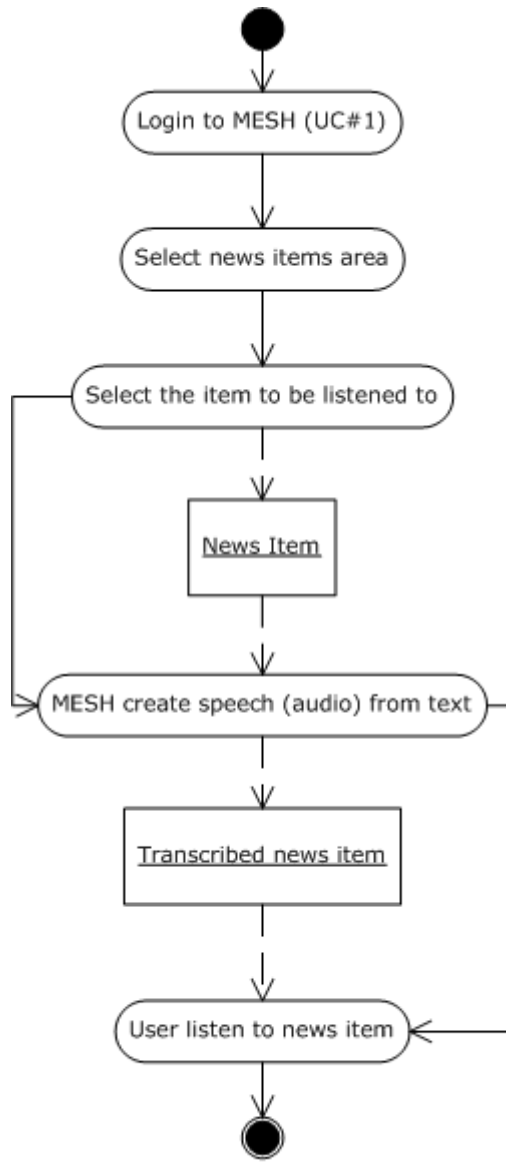 Login to MESH (UC#1)
Select news items area
Select the item to be listened to
News Item
MESH create speech (audio) from text
Transcribed news item
User listen to news item